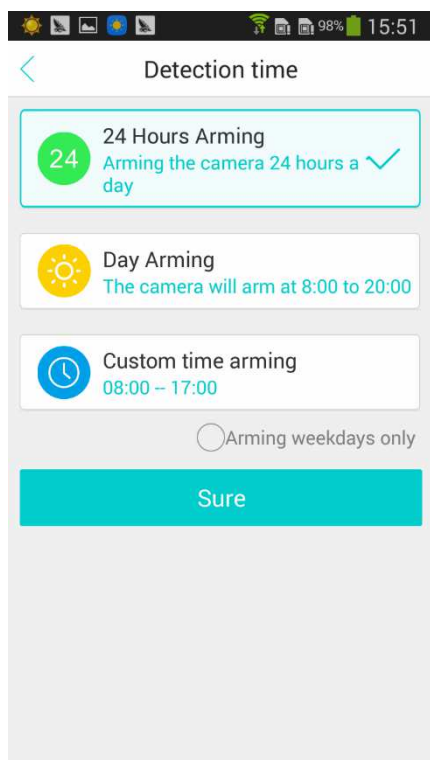 98% 15:51
Detection time
24 Hours Arming
24
Arming the camera 24 hours a
day
Day Arming
The camera will arm at 8:00 to 20:00
Custom time arming
08:00 -- 17:00
Arming weekdays only
Sure